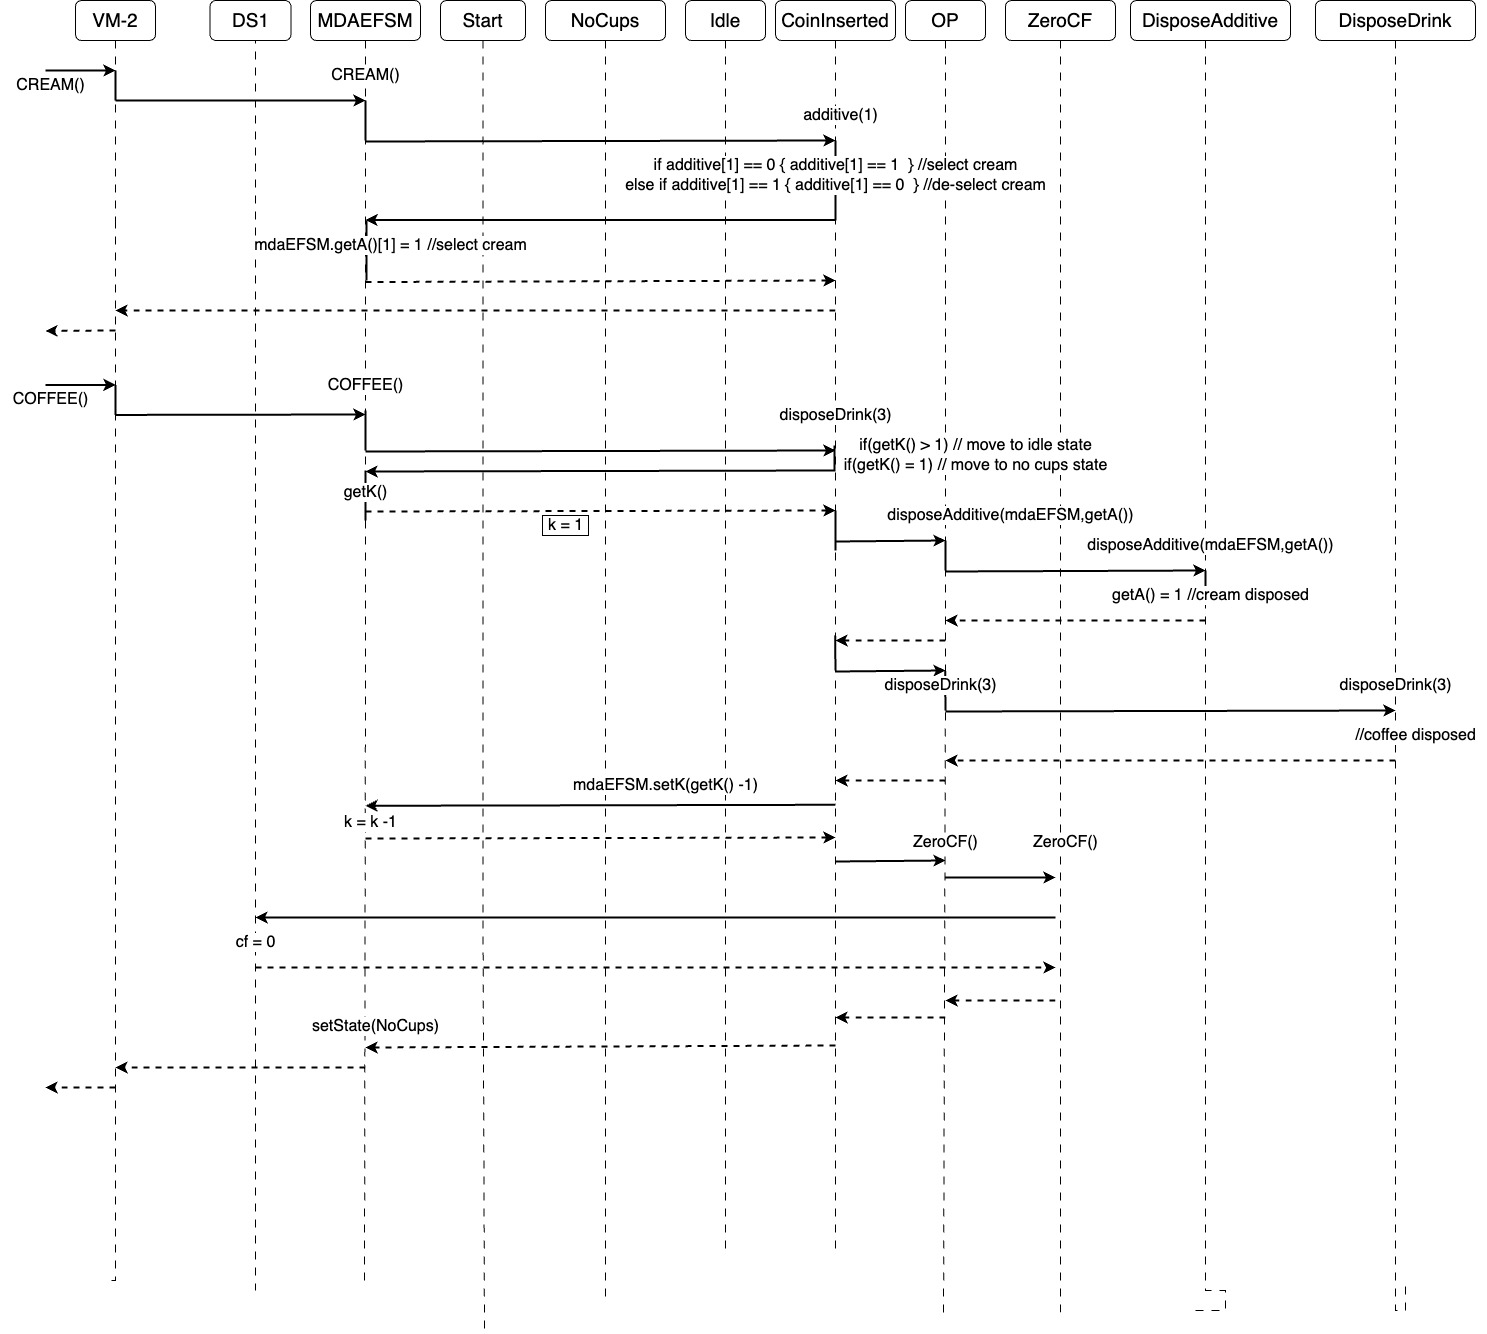 VM-2
DS1
MDAEFSM
Start
NoCups
Idle
CoinInserted
OP
ZeroCF
DisposeAdditive
DisposeDrink
CREAM()
CREAM()
additive(1)
if additive[1] == 0 { additive[1] == 1 } //select cream
else if additive[1] == 1 { additive[1] == 0 } //de-select cream
mdaEFSM.getA()[1] = 1 //select cream
COFFEE()
COFFEE()
disposeDrink(3)
if(getK() > 1) // move to idle state
if(getK() = 1) // move to no cups state
getK()
k = 1
disposeAdditive(mdaEFSM,getA())
disposeAdditive(mdaEFSM,getA())
getA() = 1 //cream disposed
disposeDrink(3)
disposeDrink(3)
//coffee disposed
mdaEFSM.setK(getK() -1)
k = k -1
ZeroCF()
ZeroCF()
cf = 0
setState(NoCups)